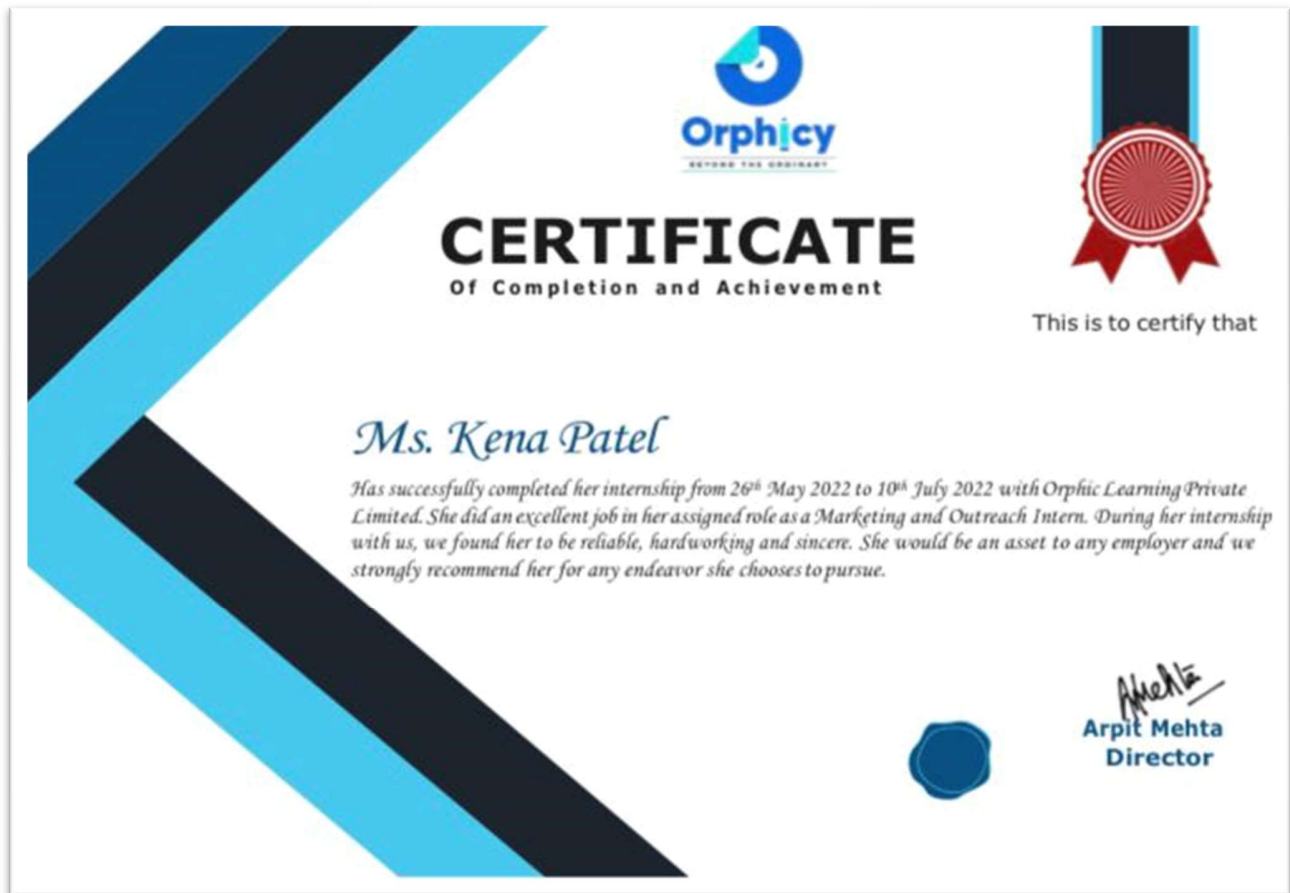 Orphicy
BEYOND THE ORDINARY
CERTIFICATE
Of Completion and Achievement
This is to certify that
Ms. Kena Patel
Has successfully completed her internship from 26th May 2022 to 10th July 2022 with Orphic Learning Private
Limited. She did an excellent job in her assigned role as a Marketing and Outreach Intern. During her internship
with us, we found her to be reliable, hardworking and sincere. She would be an asset to any employer and we
strongly recommend her for any endeavor she chooses to pursue.
AMehta
Arpit Mehta
Director